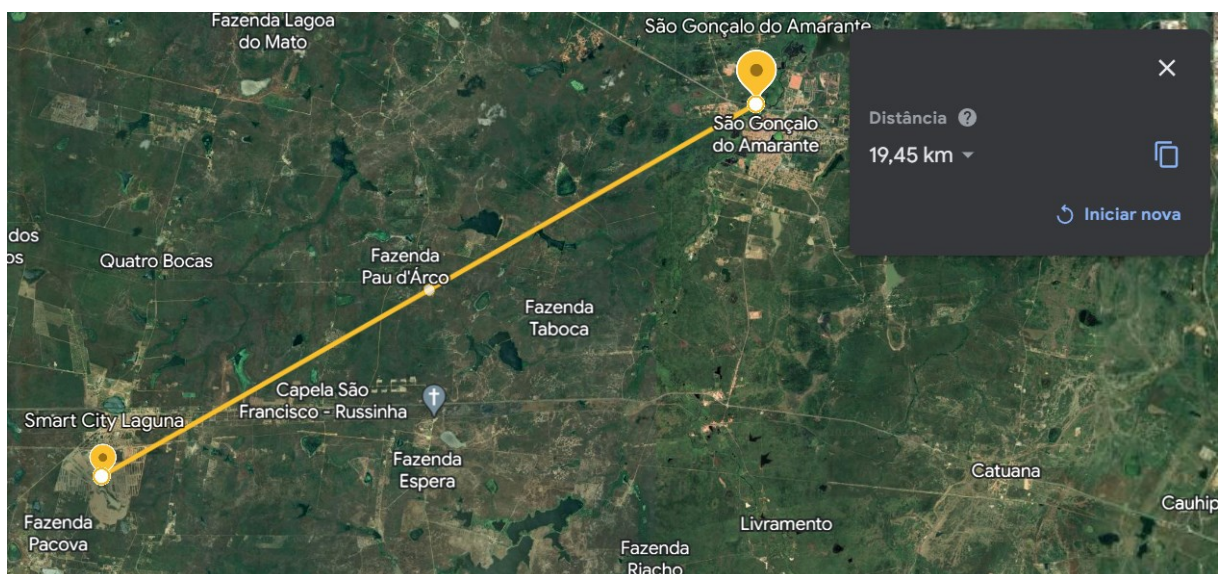 Fazenda Lagoa
do Mato
São Gonçalo do Amarante
Distância ?
19,45 km
Iniciar nova
São Gonçalo
do Amarante
dos
os
Quatro Bocas
Fazenda
Pau d'Árco
Fazenda
Taboca
Capela São
Francisco - Russinha
Smart City Laguna
Fazenda
Espera
Catuana
Cauhip
Fazenda
Pacova
Livramento
Fazenda
Riacho